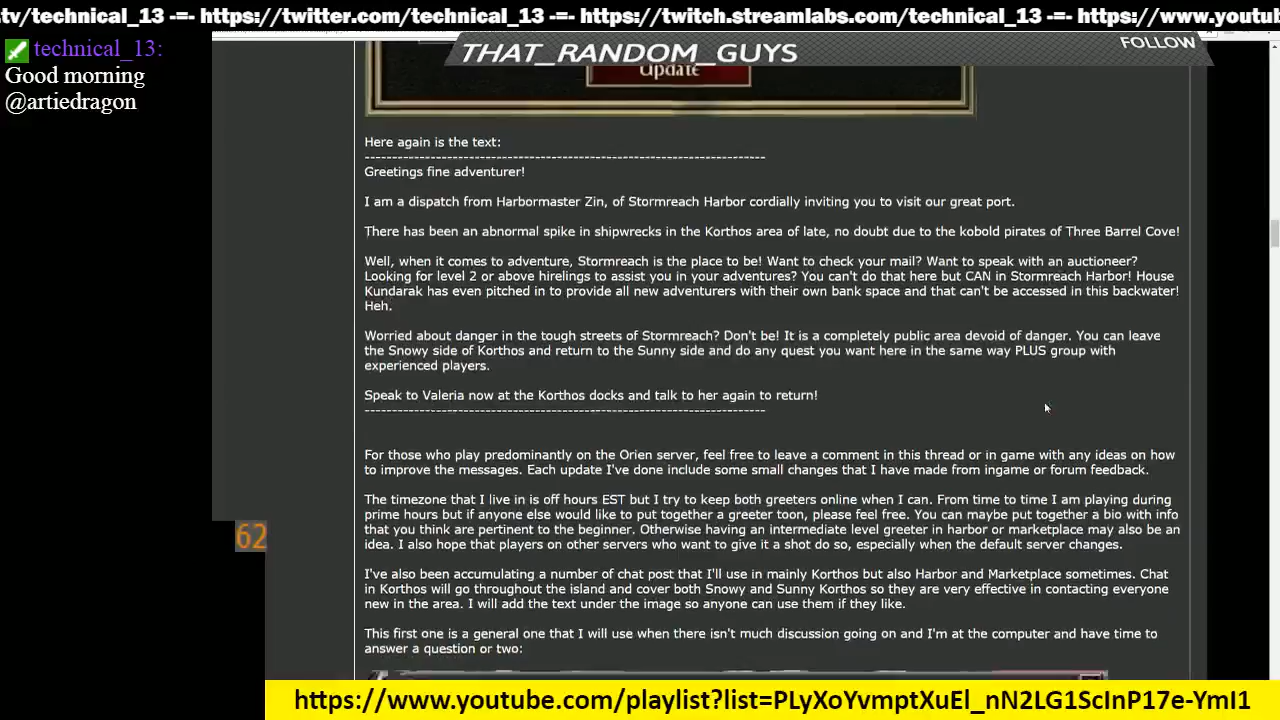 tv/technical_13 -=- https://twitter.com/technical_13 -=- https://twitch.streamlabs.com/technical_13 -=- https://www.youtub
technical_13:
Good morning
@artiedragon
THAT_RANDOM_GUYS
FOLLOW
Update
Here again is the text:
------------------------------------------------------------------------
Greetings fine adventurer!
I am a dispatch from Harbormaster Zin, of Stormreach Harbor cordially inviting you to visit our great port.
There has been an abnormal spike in shipwrecks in the Korthos area of late, no doubt due to the kobold pirates of Three Barrel Cove!
Well, when it comes to adventure, Stormreach is the place to be! Want to check your mail? Want to speak with an auctioneer?
Looking for level 2 or above hirelings to assist you in your adventures? You can't do that here but CAN in Stormreach Harbor! House
Kundarak has even pitched in to provide all new adventurers with their own bank space and that can't be accessed in this backwater!
Heh.
Worried about danger in the tough streets of Stormreach? Don't be! It is a completely public area devoid of danger. You can leave
the Snowy side of Korthos and return to the Sunny side and do any quest you want here in the same way PLUS group with
experienced players.
Speak to Valeria now at the Korthos docks and talk to her again to return!
------------------------------------------------------------------------
For those who play predominantly on the Orien server, feel free to leave a comment in this thread or in game with any ideas on how
to improve the messages. Each update I've done include some small changes that I have made from ingame or forum feedback.
The timezone that I live in is off hours EST but I try to keep both greeters online when I can. From time to time I am playing during
prime hours but if anyone else would like to put together a greeter toon, please feel free. You can maybe put together a bio with info
that you think are pertinent to the beginner. Otherwise having an intermediate level greeter in harbor or marketplace may also be an
idea. I also hope that players on other servers who want to give it a shot do so, especially when the default server changes.
I've also been accumulating a number of chat post that I'll use in mainly Korthos but also Harbor and Marketplace sometimes. Chat
in Korthos will go throughout the island and cover both Snowy and Sunny Korthos so they are very effective in contacting everyone
new in the area. I will add the text under the image so anyone can use them if they like.
This first one is a general one that I will use when there isn't much discussion going on and I'm at the computer and have time to
answer a question or two:
62
https://www.youtube.com/playlist?list=PLyXoYvmptXuEl_nN2LG1ScInP17e-YmI1